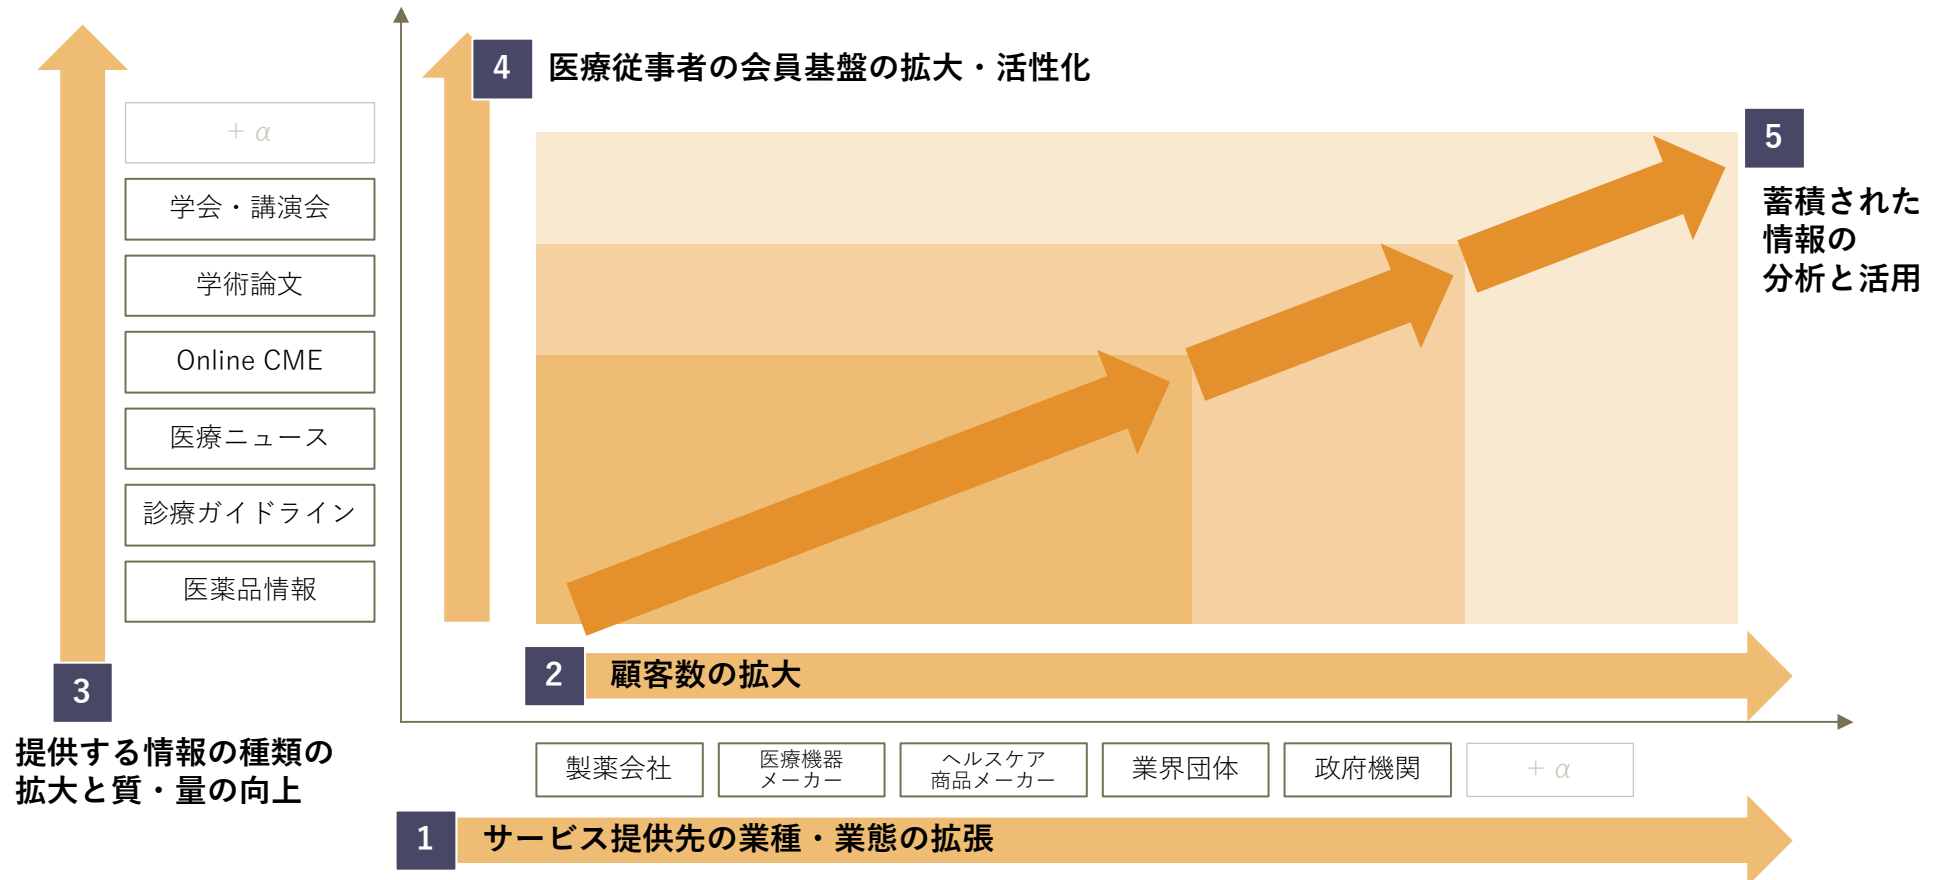 4
医療従事者の会員基盤の拡大・活性化
5
蓄積された
情報の
分析と活用
+ α
学会・講演会
学術論文
Online CME
医療ニュース
診療ガイドライン
医薬品情報
3
提供する情報の種類の
拡大と質・量の向上
2
顧客数の拡大
製薬会社
医療機器
メーカー
ヘルスケア
商品メーカー
業界団体
政府機関
+ α
1
サービス提供先の業種・業態の拡張